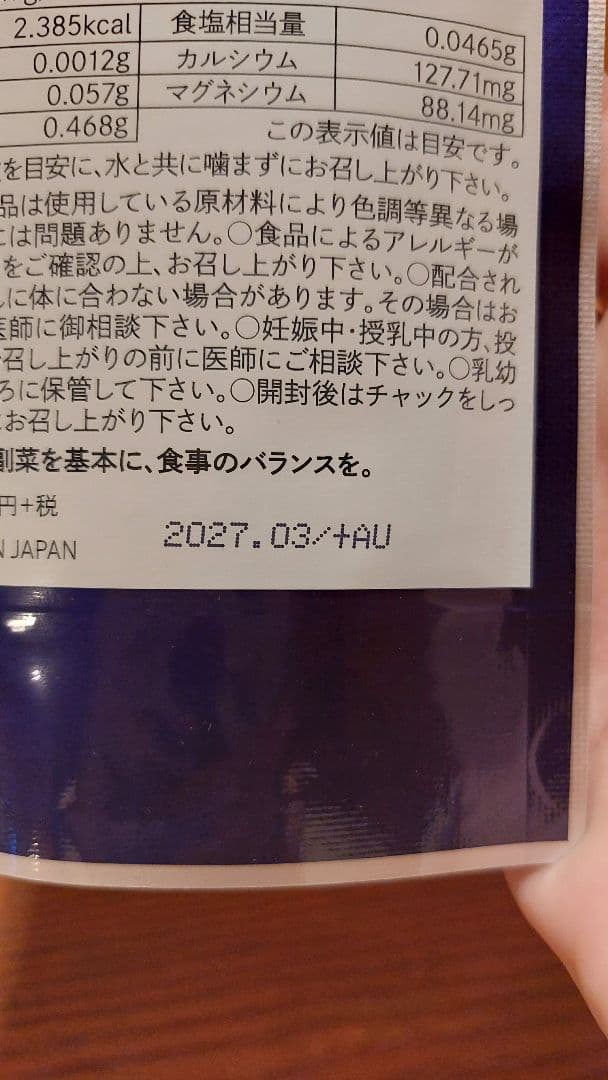 2.385kcal 食塩相当量 0.0465g
0.0012g カルシウム 127.71mg
0.057g マグネシウム 88.14mg
0.468g この表示値は目安です。
を目安に、水と共に噛まずにお召し上がり下さい。
品は使用している原材料により色調等異なる場
には問題ありません。○食品によるアレルギーが
をご確認の上、お召し上がり下さい。○配合され
に体に合わない場合があります。その場合はお
医師に御相談下さい。○妊娠中・授乳中の方、投
召し上がりの前に医師にご相談下さい。○乳幼
ろに保管して下さい。○開封後はチャックをしっ
にお召し上がり下さい。
副菜を基本に、食事のバランスを。
円+税
N JAPAN
2027.03/+AU